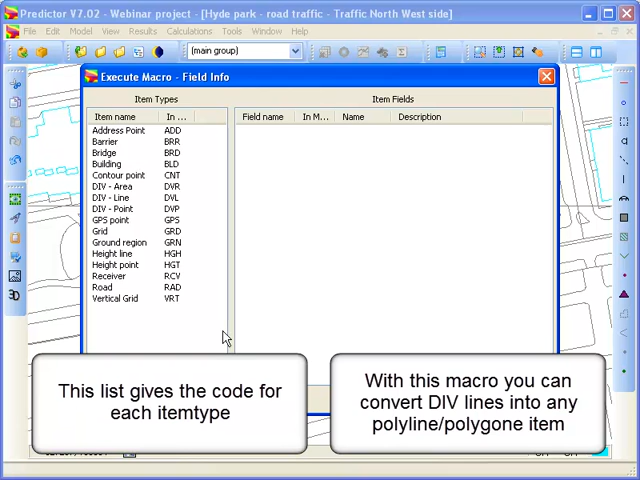 Predictor V7.02 - Webinar project - [Hyde park - road traffic - Traffic North West side]
File Edit Model View Results Calculations Tools Window Help
(main group)
Execute Macro - Field Info
Item Types
Item Fields
Item name In ...
Field name In M... Name Description
Address Point ADD
Barrier BRR
Bridge BRD
Building BLD
Contour point CNT
DIV - Area DVR
DIV - Line DVL
DIV - Point DVP
GPS point GPS
Grid GRD
Ground region GRN
Height line HGH
Height point HGT
Receiver RCV
Road RAD
Vertical Grid VRT
3D
This list gives the code for
each itemtype
With this macro you can
convert DIV lines into any
polyline/polygone item